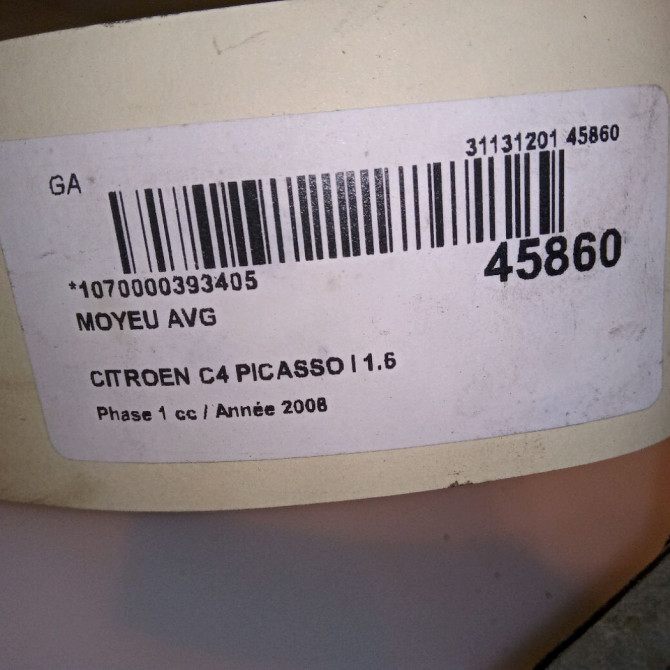 31131201 45860
GA
45860
*1070000393405
MOYEU AVG
CITROEN C4 PICASSO I 1.6
Phase 1 cc / Année 2008